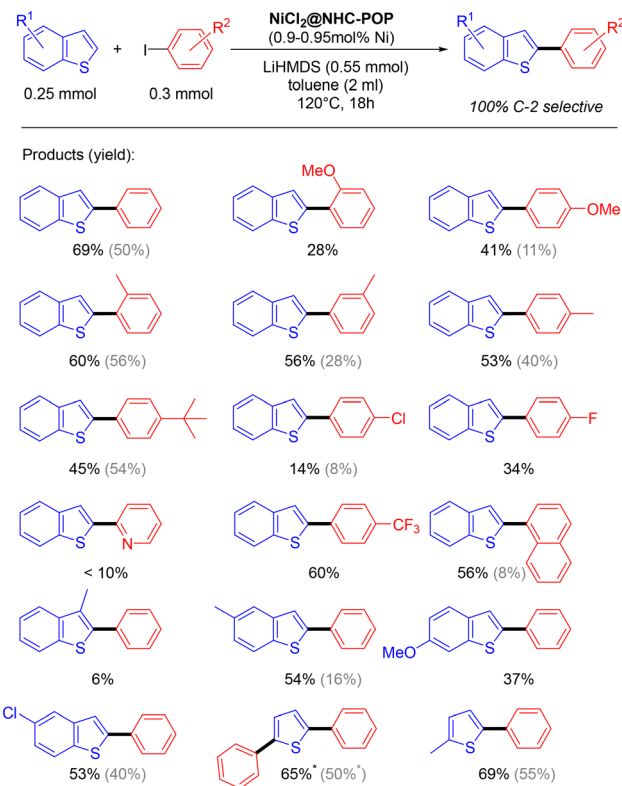 R¹
S
+
I
R²
NiCl₂@NHC-POP
(0.9-0.95mol% Ni)
LiHMDS (0.55 mmol)
toluene (2 ml)
120°C, 18h
R¹
S
R²
0.25 mmol
0.3 mmol
100% C-2 selective
Products (yield):
S
69% (50%)
MeO
S
28%
S
OMe
41% (11%)
S
60% (56%)
S
56% (28%)
S
53% (40%)
S
45% (54%)
S
Cl
14% (8%)
S
F
34%
S
N
< 10%
S
CF₃
60%
S
56% (8%)
S
6%
S
54% (16%)
MeO
S
37%
Cl
S
53% (40%)
S
65%* (50%*)
S
69% (55%)